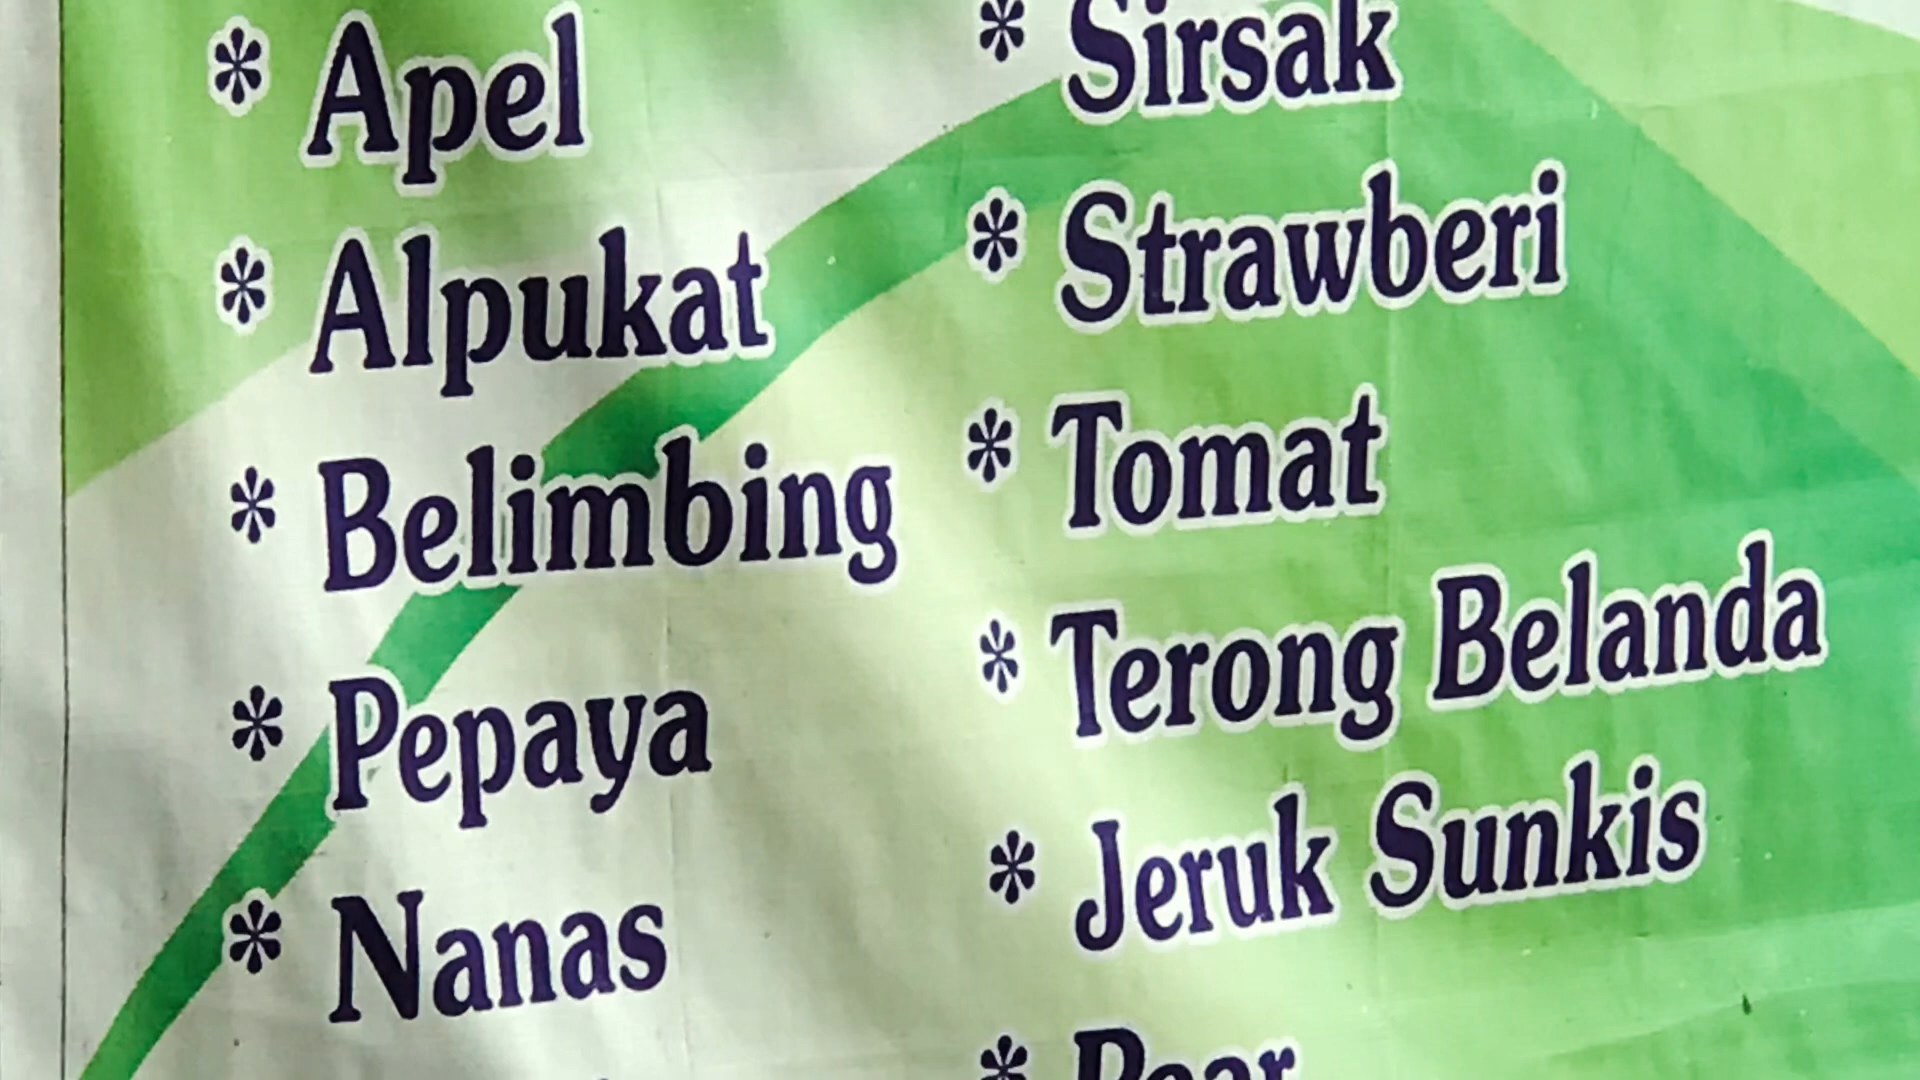 * Apel
* Alpukat
* Belimbing
* Pepaya
* Nanas
* Sirsak
* Strawberi
* Tomat
* Terong Belanda
* Jeruk Sunkis
* Pear